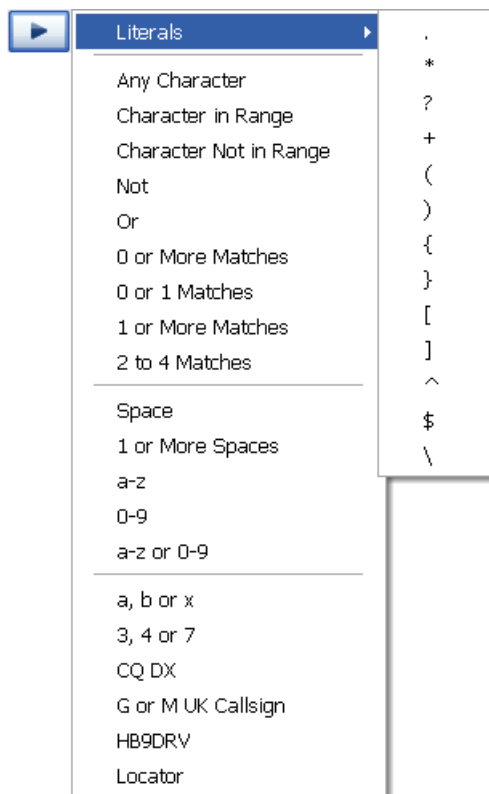 Literals
Any Character
Character in Range
Character Not in Range
Not
Or
0 or More Matches
0 or 1 Matches
1 or More Matches
2 to 4 Matches
Space
1 or More Spaces
a-z
0-9
a-z or 0-9
a, b or x
3, 4 or 7
CQ DX
G or M UK Callsign
HB9DRV
Locator
.
*
?
+
(
)
{
}
[
]
^
$
\